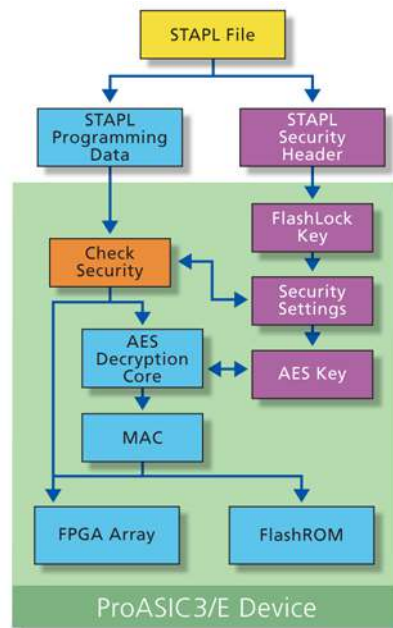 STAPL File
STAPL
Programming
Data
STAPL
Security
Header
FlashLock
Key
Check
Security
Security
Settings
AES
Decryption
Core
AES Key
MAC
FPGA Array
FlashROM
ProASIC3/E Device